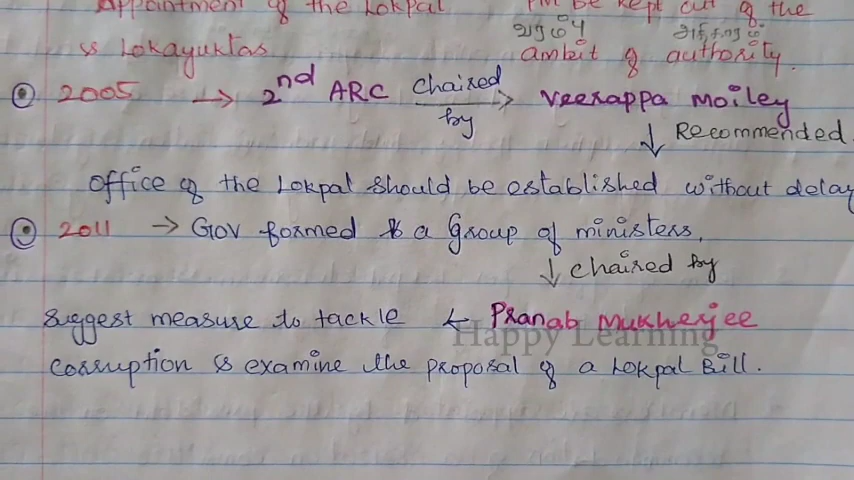 Appointment of the Lokpal PM be kept out of the
& Lokayuktas ambit of authority.
2005 → 2nd ARC chaired by → Veerappa Moiley
↓ Recommended
Office of the Lokpal should be established without delay
2011 → Gov formed a Group of ministers,
↓ chaired by
suggest measure to tackle ← Pranab Mukherjee
corruption & examine the proposal of a Lokpal Bill.
Happy Learning